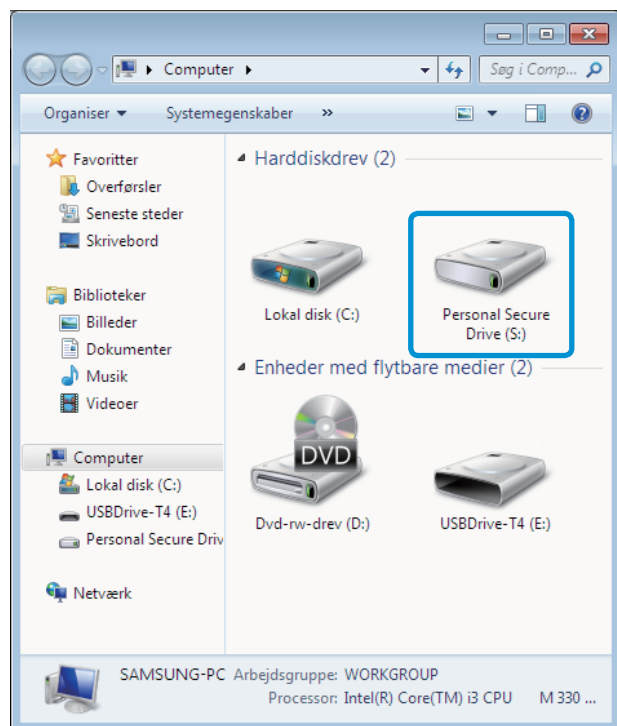 Computer
Søg i Comp...
Organiser
Systemegenskaber
»
Favoritter
Overførsler
Seneste steder
Skrivebord
Biblioteker
Billeder
Dokumenter
Musik
Videoer
Computer
Lokal disk (C:)
USBDrive-T4 (E:)
Personal Secure Driv
Netværk
Harddiskdrev (2)
Lokal disk (C:)
Personal Secure
Drive (S:)
Enheder med flytbare medier (2)
DVD
Dvd-rw-drev (D:)
USBDrive-T4 (E:)
SAMSUNG-PC Arbejdsgruppe: WORKGROUP
Processor: Intel(R) Core(TM) i3 CPU M 330 ...